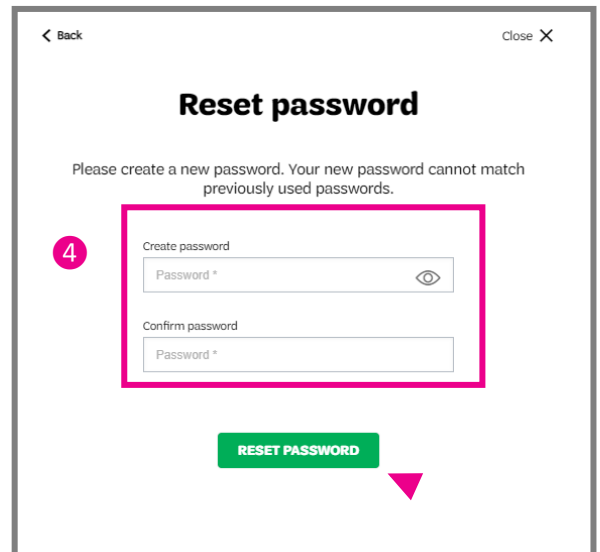 Back
Close
Reset password
Please create a new password. Your new password cannot match
previously used passwords.
4
Create password
Password *
Confirm password
Password *
RESET PASSWORD